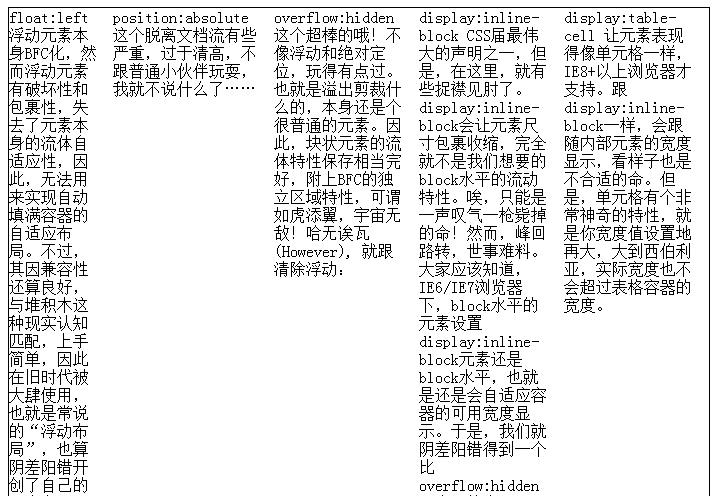 float:left
浮动元素本
身BFC化，然
而浮动元素
有破坏性和
包裹性，失
去了元素本
身的流体自
适应性，因
此，无法用
来实现自动
填满容器的
自适应布
局。不过，
其因兼容性
还算良好，
与堆积木这
种现实认知
匹配，上手
简单，因此
在旧时代被
大肆使用，
也就是常说
的“浮动布
局”，也算
阴差阳错开
创了自己的
position:absolute
这个脱离文档流有些
严重，过于清高，不
跟普通小伙伴玩耍，
我就不说什么了……
overflow:hidden
这个超棒的哦！不
像浮动和绝对定
位，玩得有点过。
也就是溢出剪裁什
么的，本身还是个
很普通的元素。因
此，块状元素的流
体特性保存相当完
好，附上BFC的独
立区域特性，可谓
如虎添翼，宇宙无
敌！哈无诶瓦
(However)，就跟
清除浮动：
display:inline-
block CSS届最伟
大的声明之一，但
是，在这里，就有
些捉襟见肘了。
display:inline-
block会让元素尺
寸包裹收缩，完全
就不是我们想要的
block水平的流动
特性。唉，只能是
一声叹气一枪毙掉
的命！然而，峰回
路转，世事难料。
大家应该知道，
IE6/IE7浏览器
下，block水平的
元素设置
display:inline-
block元素还是
block水平，也就
是还是会自适应容
器的可用宽度显
示。于是，我们就
阴差阳错得到一个
比
overflow:hidden
display:table-
cell 让元素表现
得像单元格一样，
IE8+以上浏览器才
支持。跟
display:inline-
block一样，会跟
随内部元素的宽度
显示，看样子也是
不合适的命。但
是，单元格有个非
常神奇的特性，就
是你宽度值设置地
再大，大到西伯利
亚，实际宽度也不
会超过表格容器的
宽度。